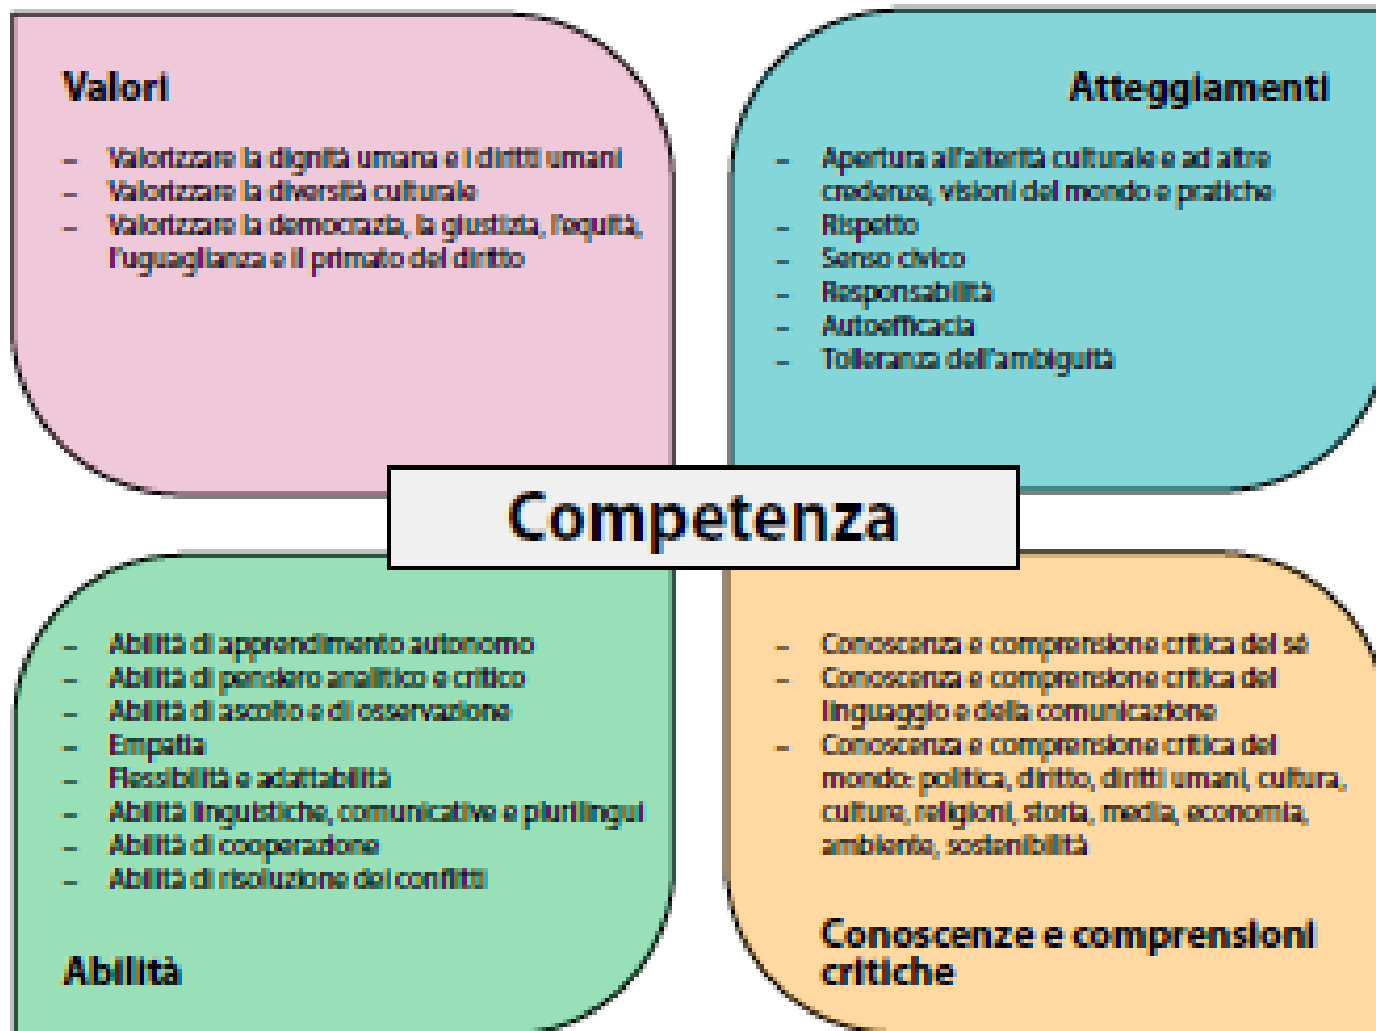 Valori
– Valorizzare la dignità umana e i diritti umani
– Valorizzare la diversità culturale
– Valorizzare la democrazia, la giustizia, l'equità,
l'uguaglianza e il primato del diritto
Atteggiamenti
– Apertura all'alterità culturale e ad altre
credenze, visioni del mondo e pratiche
– Rispetto
– Senso civico
– Responsabilità
– Autoefficacia
– Tolleranza dell'ambiguità
Competenza
– Abilità di apprendimento autonomo
– Abilità di pensiero analitico e critico
– Abilità di ascolto e di osservazione
– Empatia
– Flessibilità e adattabilità
– Abilità linguistiche, comunicative e plurilingui
– Abilità di cooperazione
– Abilità di risoluzione dei conflitti
Abilità
– Conoscenza e comprensione critica del sé
– Conoscenza e comprensione critica del
linguaggio e della comunicazione
– Conoscenza e comprensione critica del
mondo: politica, diritto, diritti umani, cultura,
culture, religioni, storia, media, economia,
ambiente, sostenibilità
Conoscenze e comprensioni
critiche